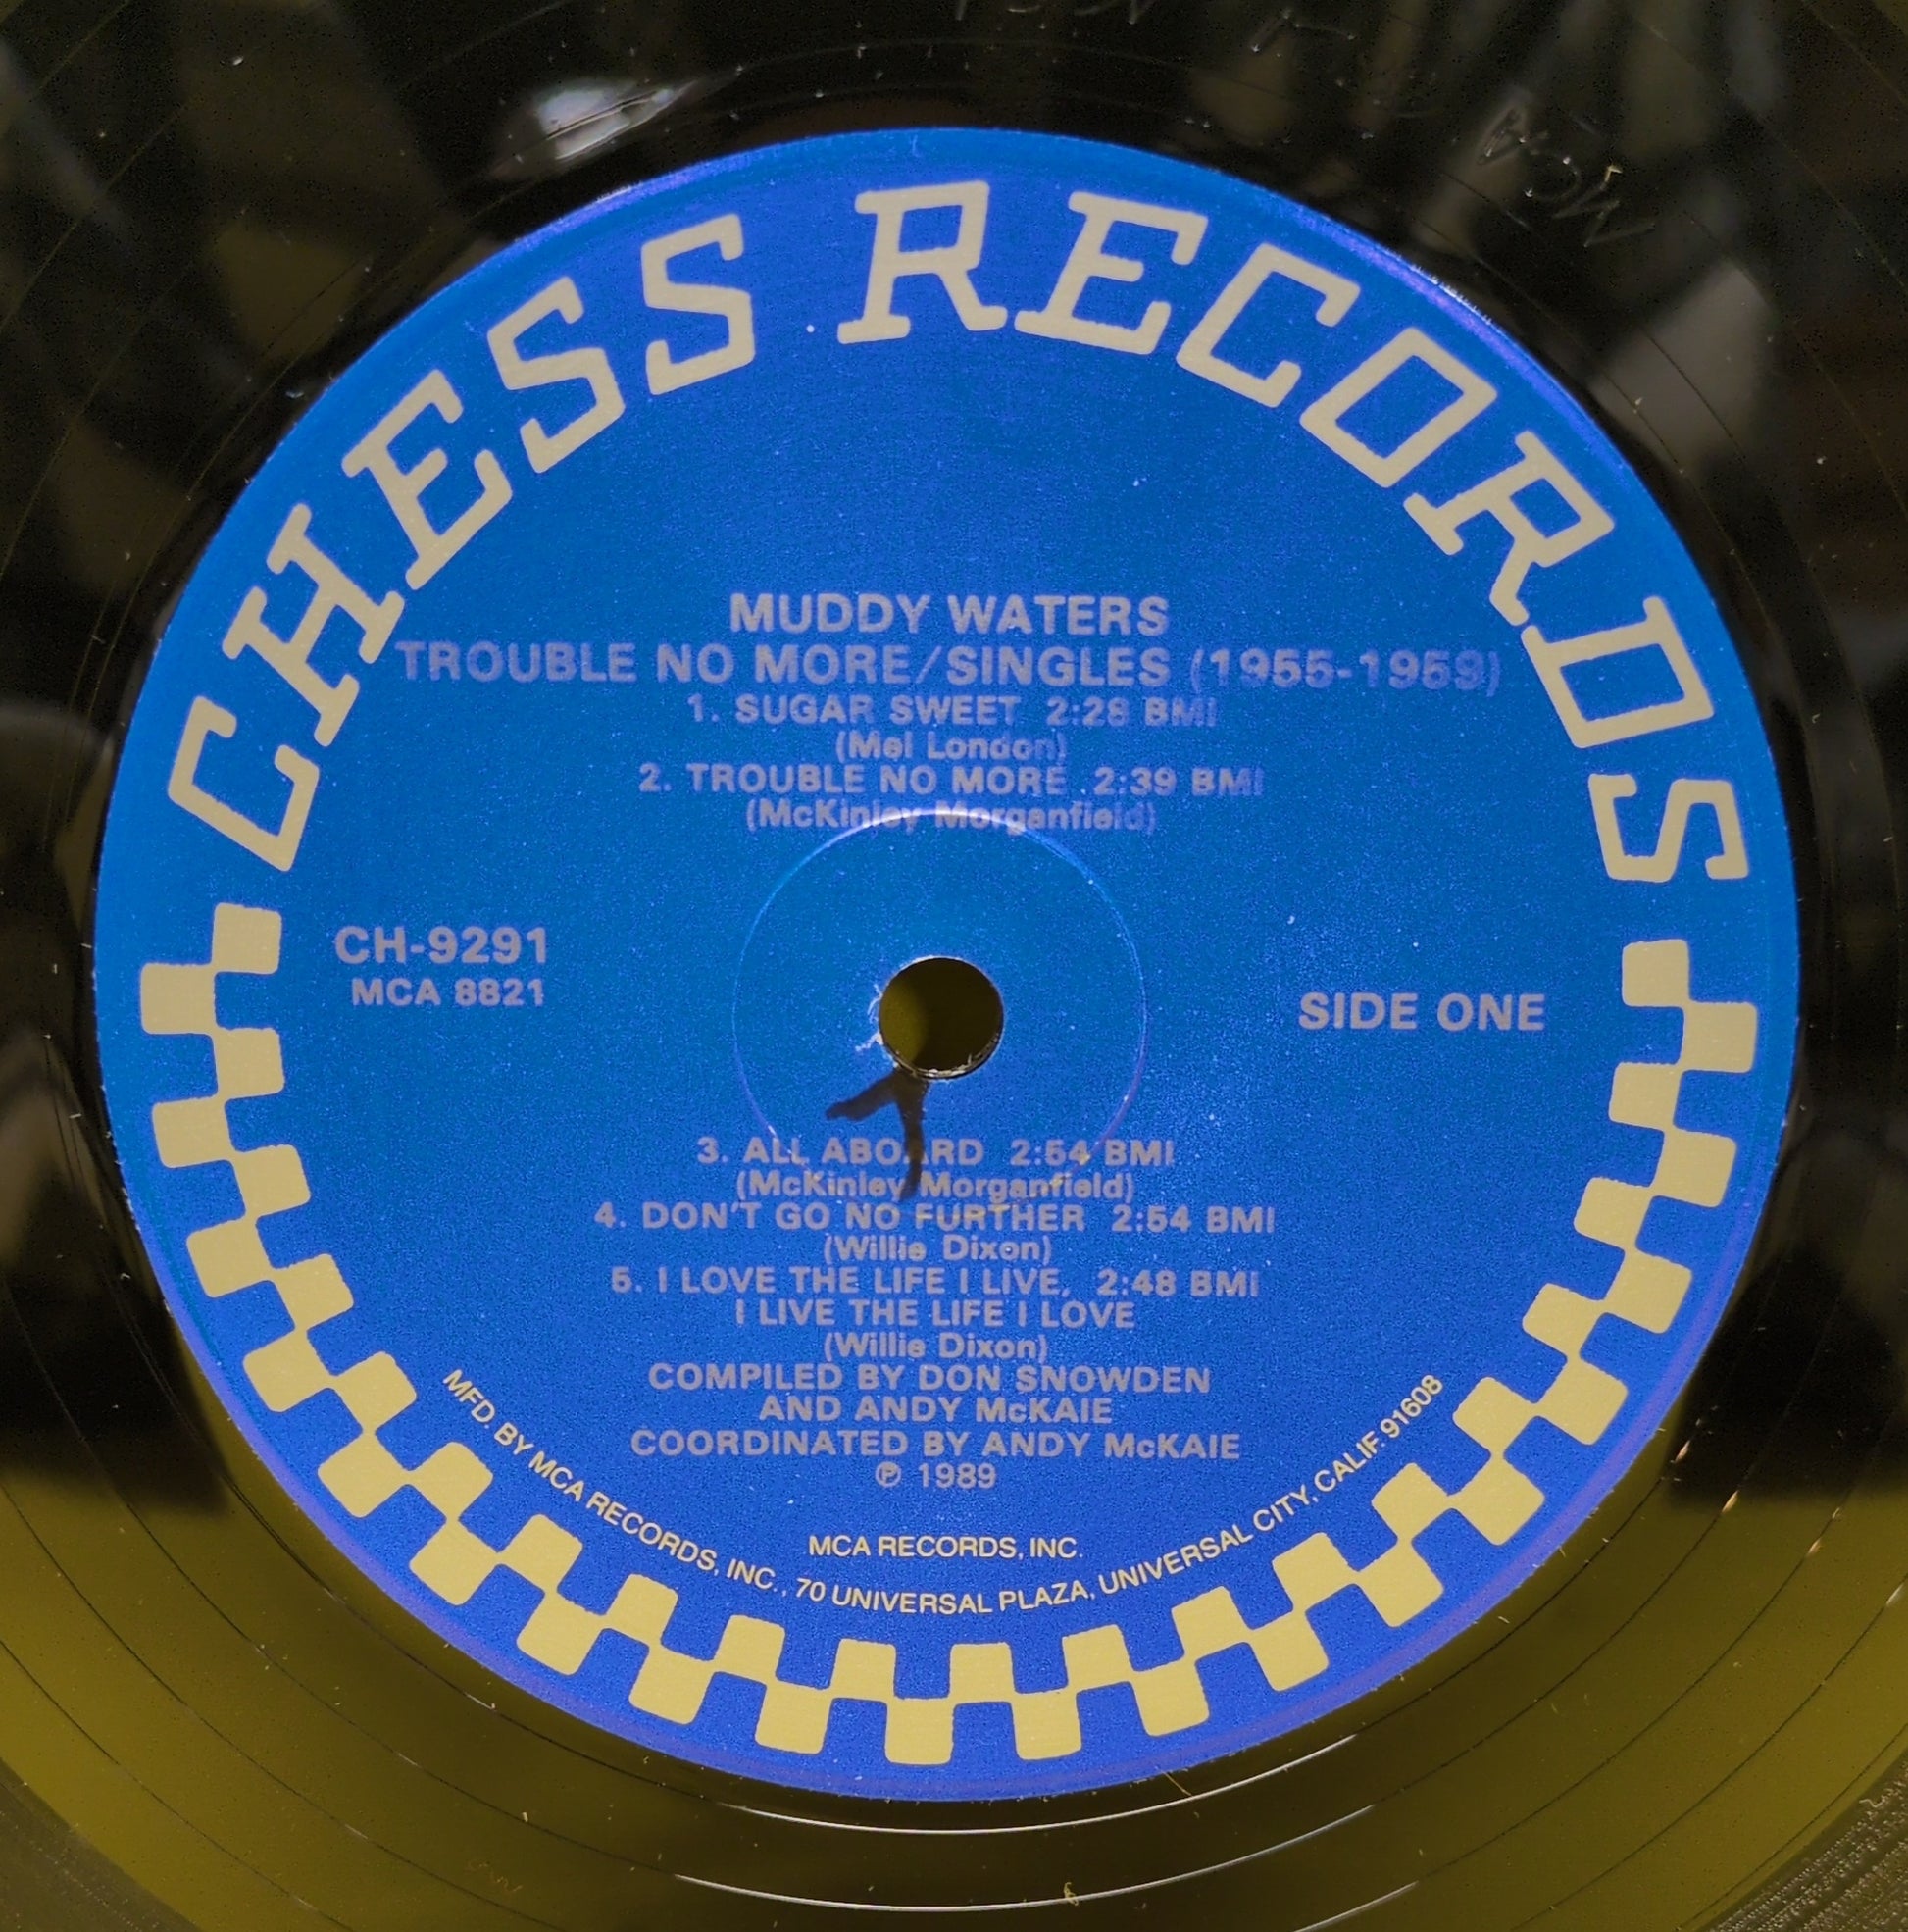 CHESS RECORDS
MUDDY WATERS
TROUBLE NO MORE/SINGLES (1955-1959)
1. SUGAR SWEET 2:28 BMI
(Mel London)
2. TROUBLE NO MORE 2:39 BMI
(McKinley Morganfield)
CH-9291
MCA 8821
SIDE ONE
3. ALL ABOARD 2:54 BMI
(McKinley Morganfield)
4. DON'T GO NO FURTHER 2:54 BMI
(Willie Dixon)
5. I LOVE THE LIFE I LIVE, 2:48 BMI
I LIVE THE LIFE I LOVE
(Willie Dixon)
COMPILED BY DON SNOWDEN
AND ANDY McKAIE
COORDINATED BY ANDY McKAIE
℗ 1989
MCA RECORDS, INC.
MFD. BY MCA RECORDS, INC., 70 UNIVERSAL PLAZA, UNIVERSAL CITY, CALIF. 91608